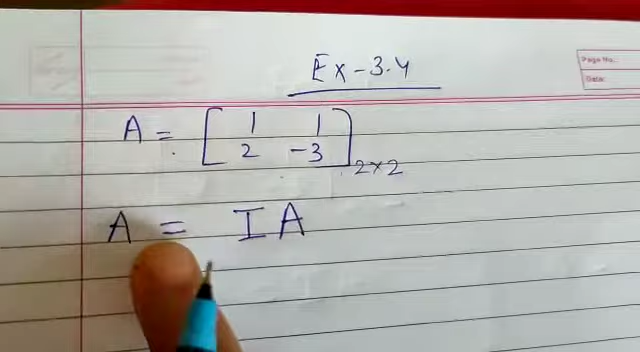 Ex-3.4
Page No.
Date:
A = [ 1 1
2 -3 ] 2×2
A = IA